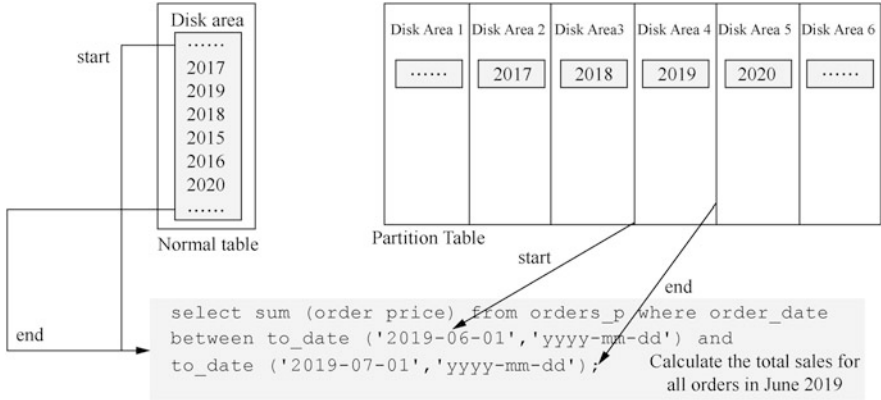 Disk area
start
......
2017
2019
2018
2015
2016
2020
......
Normal table
end
Disk Area 1
Disk Area 2
Disk Area3
Disk Area 4
Disk Area 5
Disk Area 6
......
2017
2018
2019
2020
......
Partition Table
start
end
select sum (order price) from orders_p where order_date
between to_date ('2019-06-01','yyyy-mm-dd') and
to_date ('2019-07-01','yyyy-mm-dd');
Calculate the total sales for
all orders in June 2019